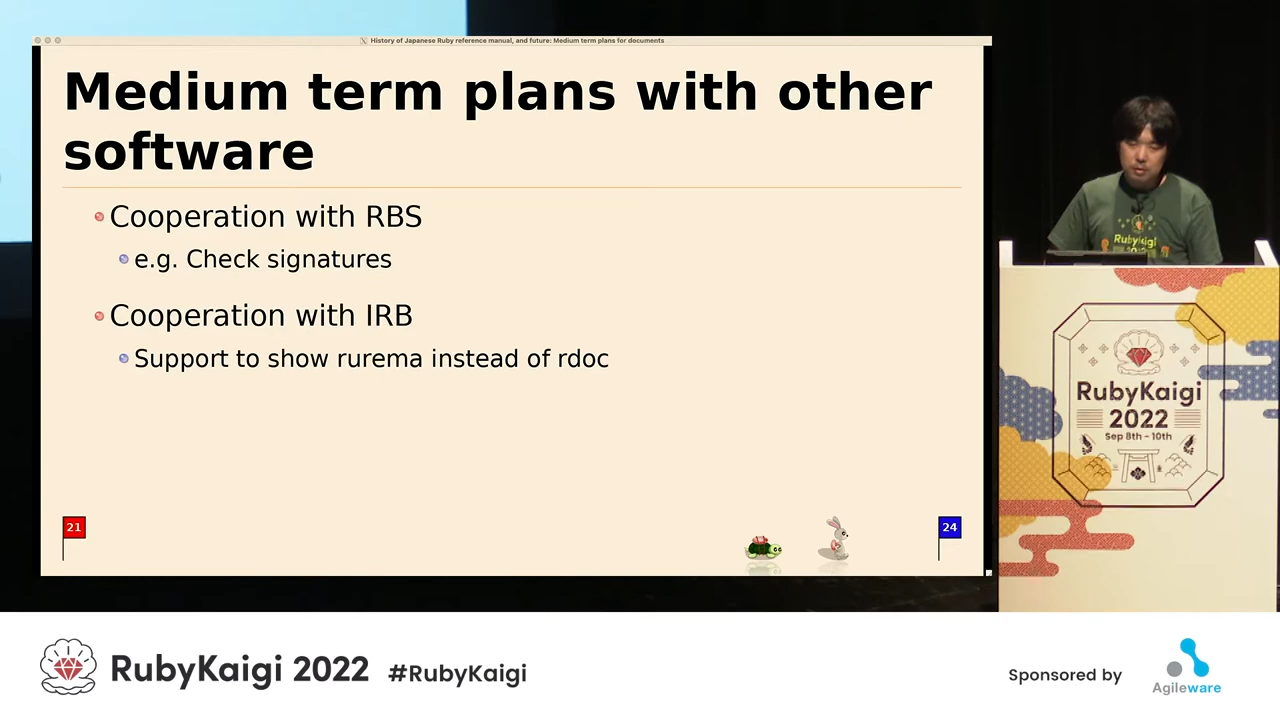 History of Japanese Ruby reference manual, and future: Medium term plans for documents
Medium term plans with other
software
Cooperation with RBS
e.g. Check signatures
Cooperation with IRB
Support to show rurema instead of rdoc
21
24
RubyKaigi
2022
RubyKaigi
2022
Sep 8th - 10th
RubyKaigi 2022 #RubyKaigi
Sponsored by
Agileware